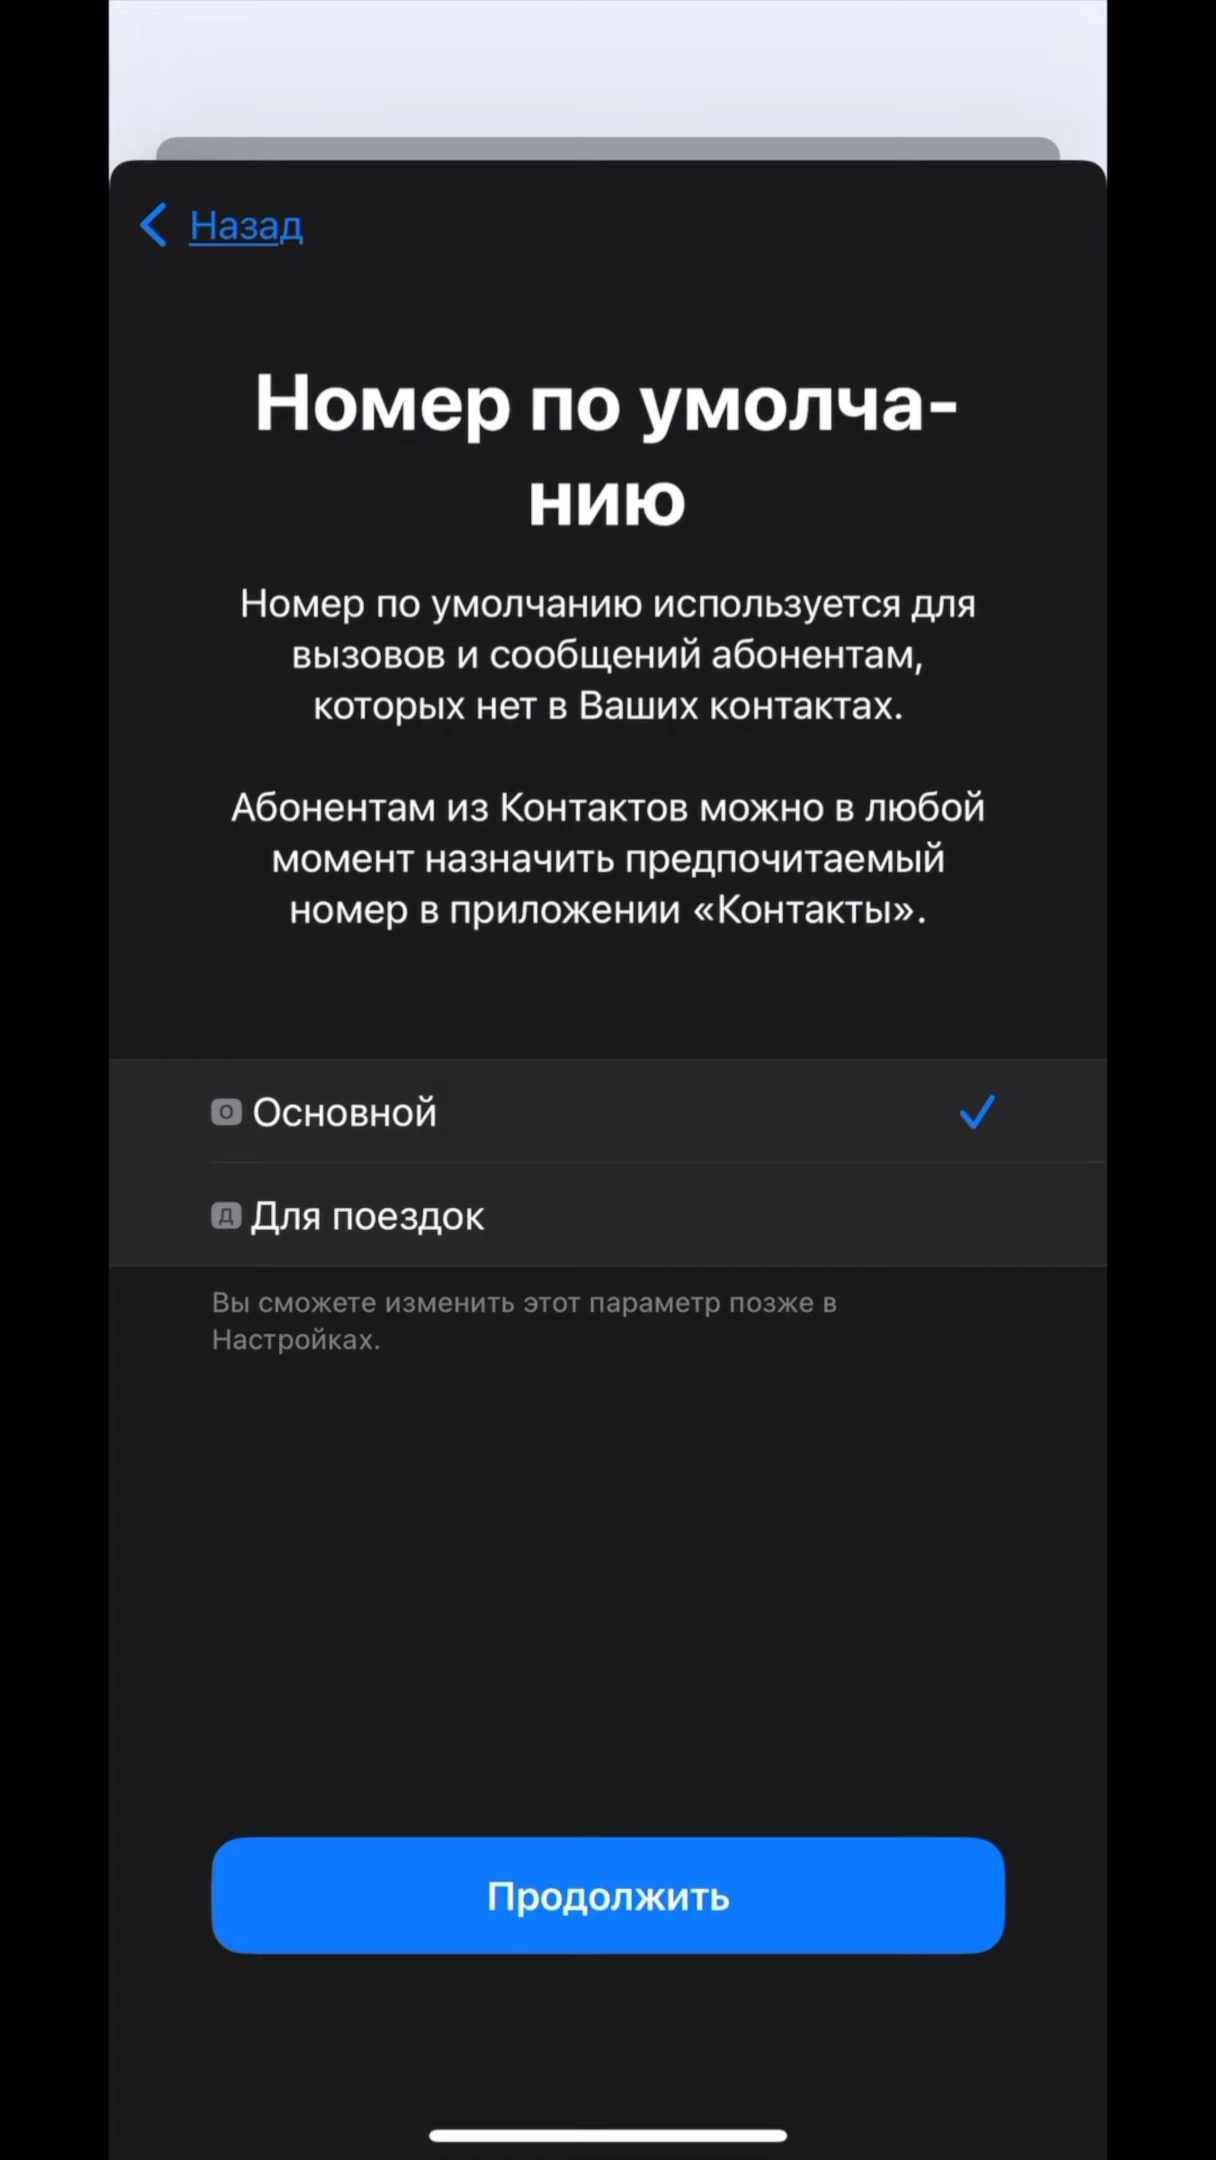 Назад
Номер по умолча-
нию
Номер по умолчанию используется для
вызовов и сообщений абонентам,
которых нет в Ваших контактах.
Абонентам из Контактов можно в любой
момент назначить предпочитаемый
номер в приложении «Контакты».
О Основной
Д Для поездок
Вы сможете изменить этот параметр позже в
Настройках.
Продолжить